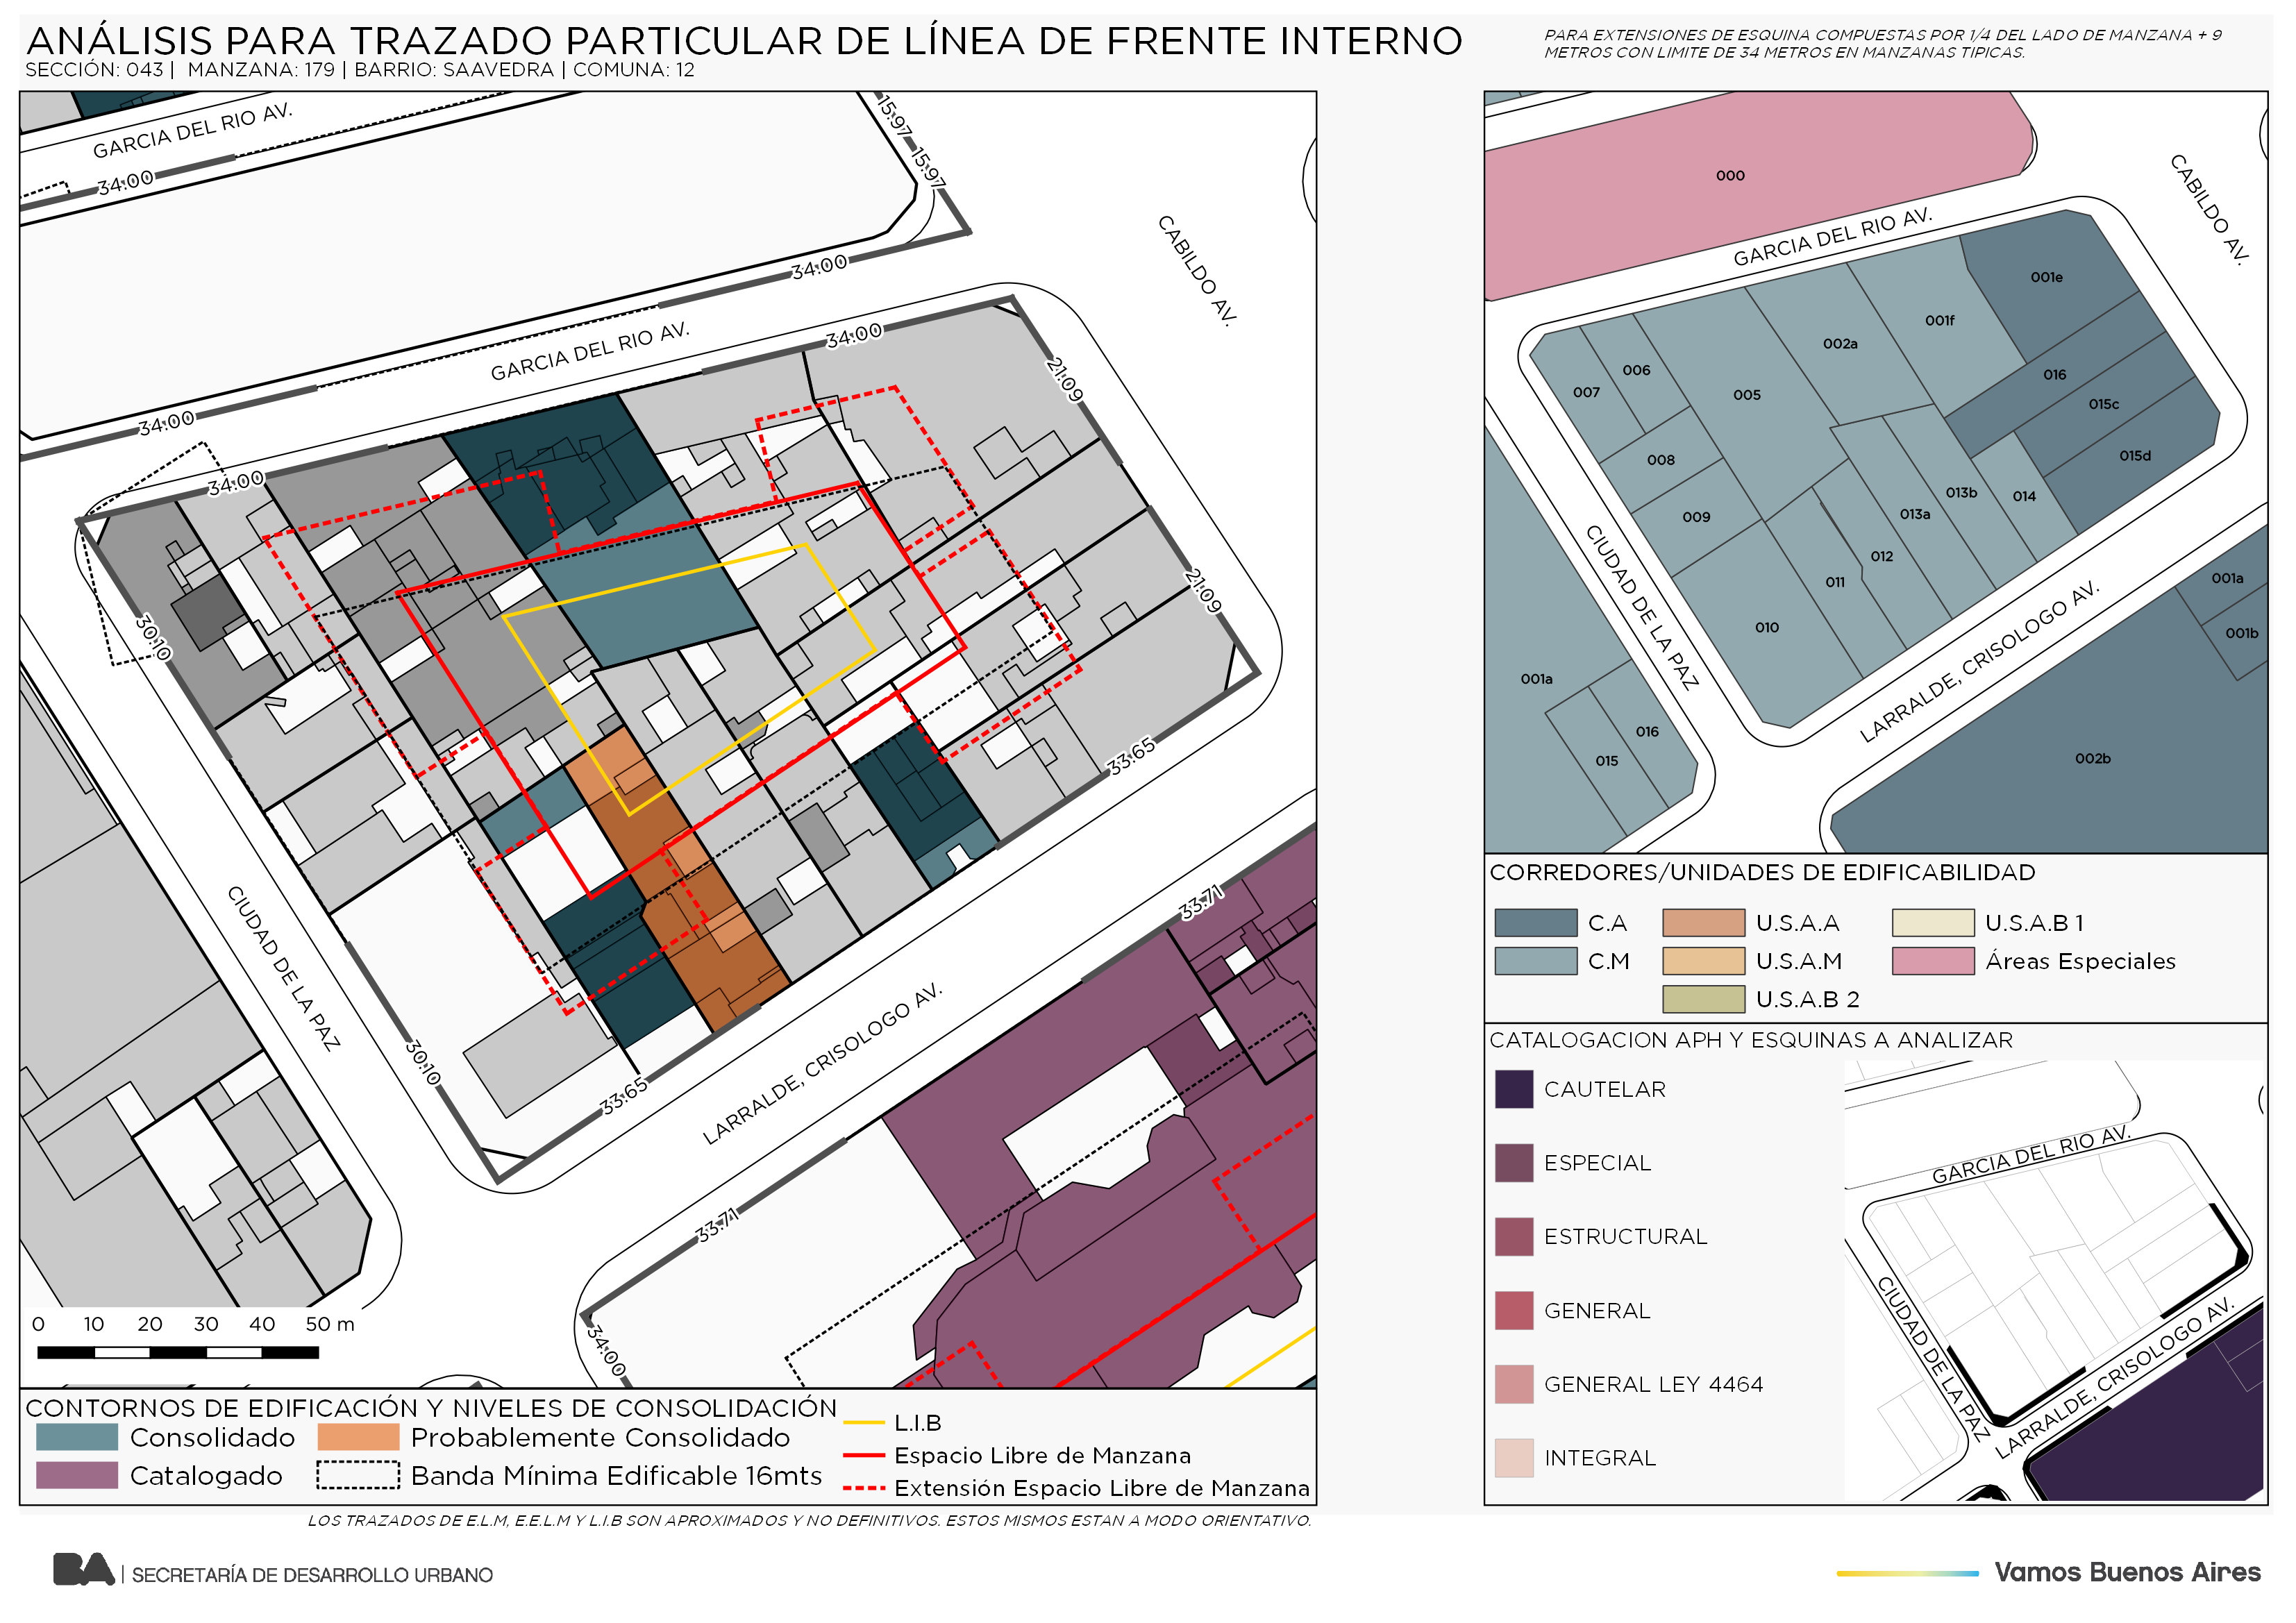 ANÁLISIS PARA TRAZADO PARTICULAR DE LÍNEA DE FRENTE INTERNO
SECCIÓN: 043 | MANZANA: 179 | BARRIO: SAAVEDRA | COMUNA: 12
PARA EXTENSIONES DE ESQUINA COMPUESTAS POR 1/4 DEL LADO DE MANZANA + 9
METROS CON LIMITE DE 34 METROS EN MANZANAS TIPICAS.
GARCIA DEL RIO AV.
34:00
15:97
15:97
CABILDO AV.
34:00
GARCIA DEL RIO AV.
34:00
34:00
34:00
21:09
21:09
30:10
30:10
33:65
33:65
CIUDAD DE LA PAZ
LARRALDE, CRISOLOGO AV.
33:71
33:71
34:00
0 10 20 30 40 50 m
CONTORNOS DE EDIFICACIÓN Y NIVELES DE CONSOLIDACIÓN
Consolidado
Probablemente Consolidado
Catalogado
Banda Mínima Edificable 16mts
L.I.B
Espacio Libre de Manzana
Extensión Espacio Libre de Manzana
LOS TRAZADOS DE E.L.M, E.E.L.M Y L.I.B SON APROXIMADOS Y NO DEFINITIVOS. ESTOS MISMOS ESTAN A MODO ORIENTATIVO.
000
CABILDO AV.
GARCIA DEL RIO AV.
001e
001f
002a
016
006
007
005
015c
015d
008
009
013b
014
013a
012
011
010
CIUDAD DE LA PAZ
LARRALDE, CRISOLOGO AV.
001a
001b
001a
016
015
002b
CORREDORES/UNIDADES DE EDIFICABILIDAD
C.A
U.S.A.A
U.S.A.B 1
C.M
U.S.A.M
Áreas Especiales
U.S.A.B 2
CATALOGACION APH Y ESQUINAS A ANALIZAR
CAUTELAR
ESPECIAL
ESTRUCTURAL
GENERAL
GENERAL LEY 4464
INTEGRAL
GARCIA DEL RIO AV.
CIUDAD DE LA PAZ
LARRALDE, CRISOLOGO AV.
BA | SECRETARÍA DE DESARROLLO URBANO
Vamos Buenos Aires